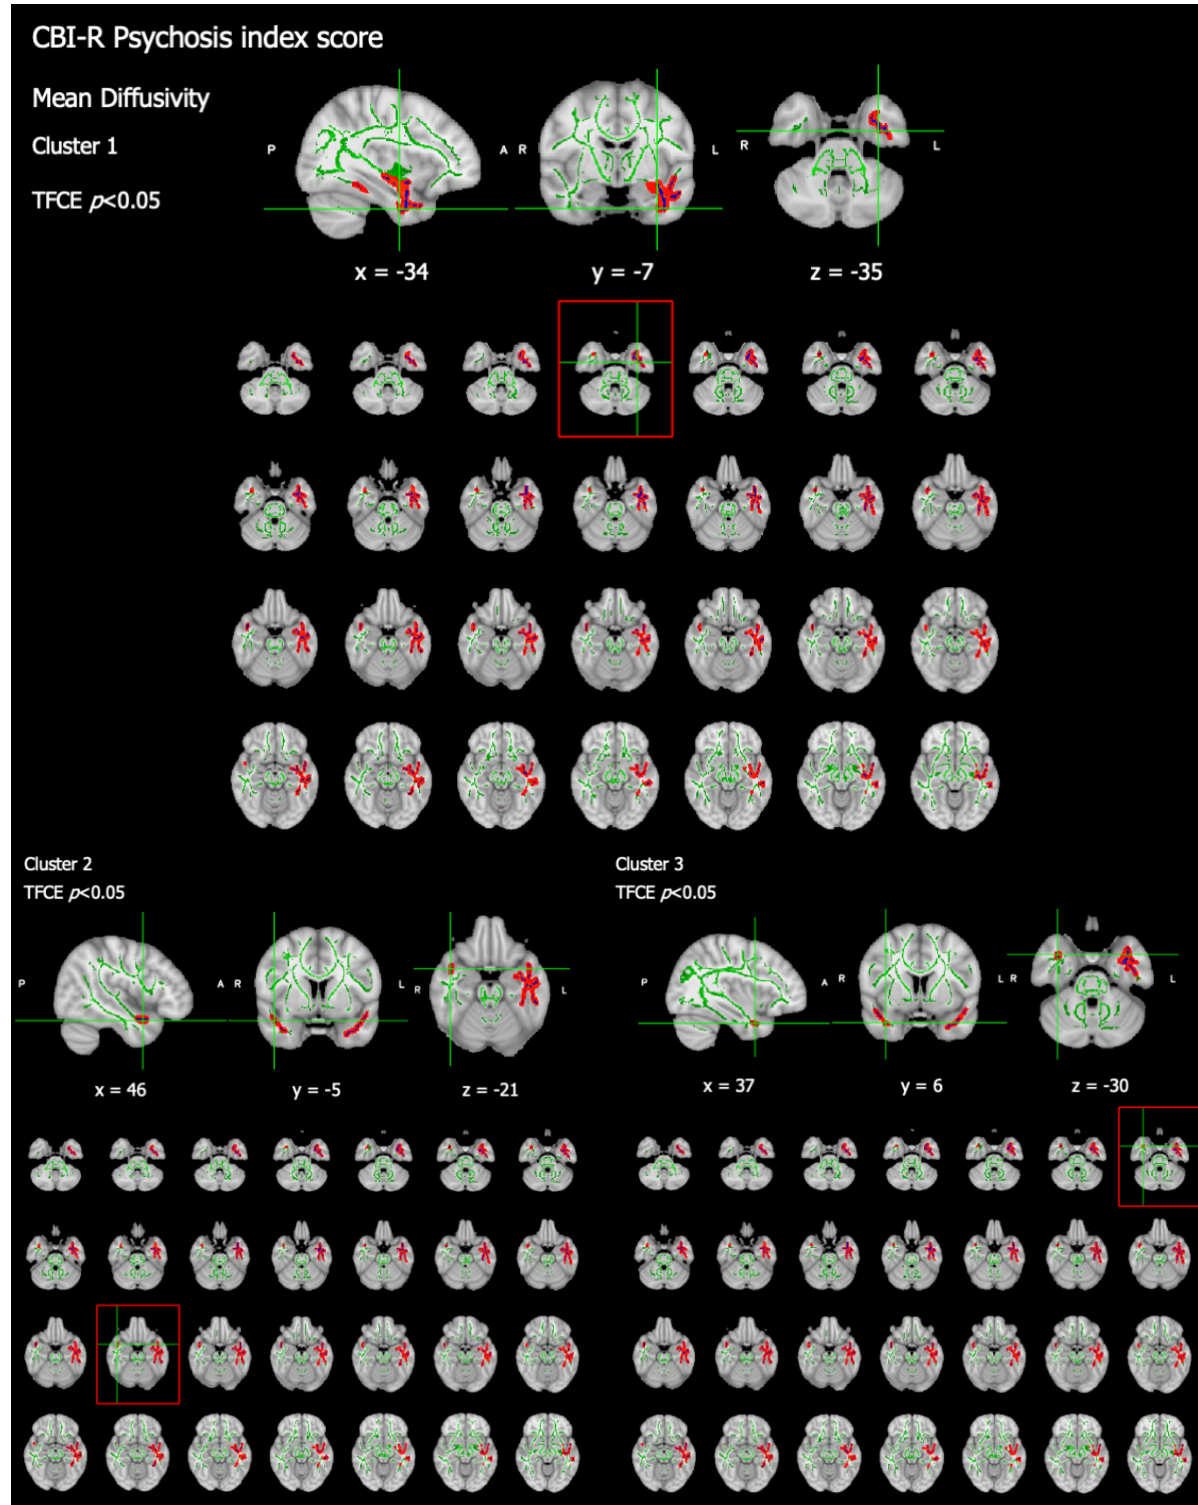 CBI-R Psychosis index score
Mean Diffusivity
Cluster 1
TFCE p<0.05
P A R L R L
x = -34 y = -7 z = -35
Cluster 2
TFCE p<0.05
P A R L R L
x = 46 y = -5 z = -21
Cluster 3
TFCE p<0.05
P A R L R L
x = 37 y = 6 z = -30